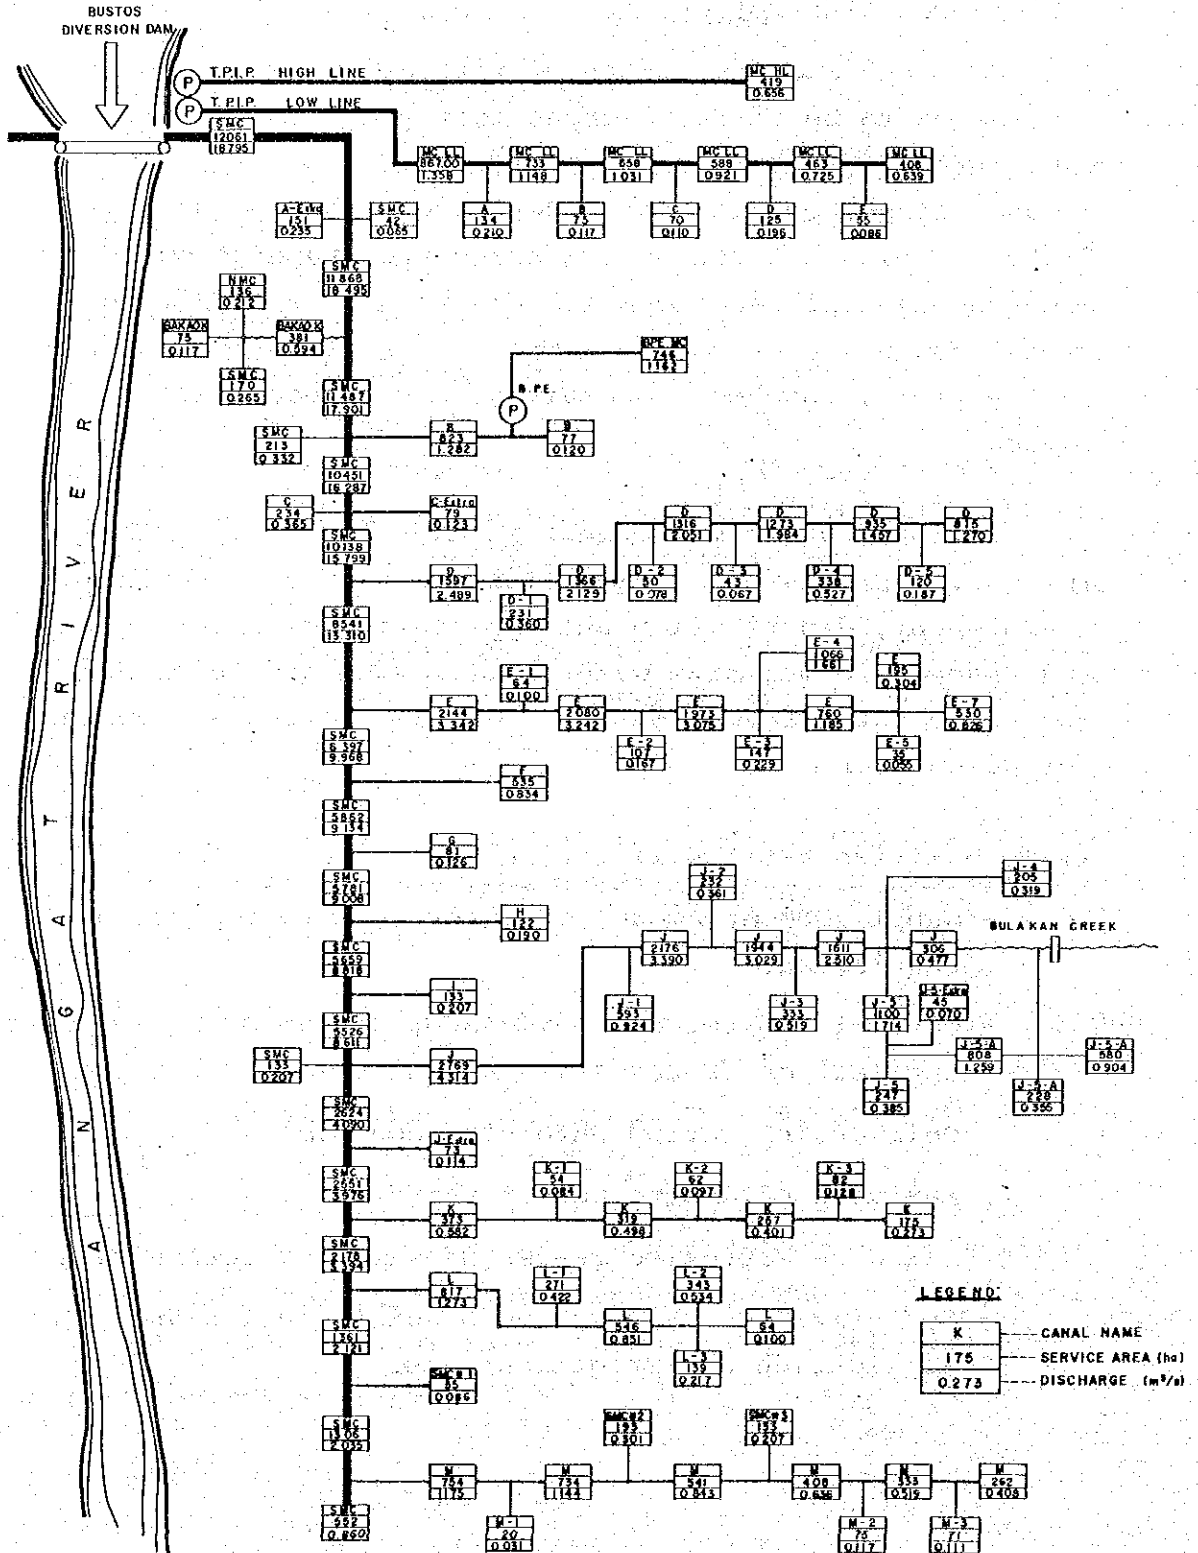 BUSTOS
DIVERSION DAM
P T.P.I.P. HIGH LINE
MC HL
419
0.656
P T.P.I.P. LOW LINE
SMC
12061
18.795
MC LL
867.00
1.358
MC LL
733
1.148
MC LL
658
1.031
MC LL
588
0.921
MC LL
463
0.725
MC LL
408
0.639
A
134
0.210
B
75
0.117
C
70
0.110
D
125
0.196
E
55
0.086
A-Extra
151
0.235
SMC
42
0.065
SMC
11868
18.495
NMC
136
0.212
BAKAOK
75
0.117
BAKAOK
381
0.594
SMC
170
0.265
BPE MC
746
1.162
B.PE.
P
SMC
11487
17.901
SMC
213
0.332
B
823
1.282
B
77
0.120
SMC
10451
16.287
C
234
0.365
C-Extra
79
0.123
SMC
10138
15.799
D
1597
2.489
D-1
231
0.360
D
1366
2.129
D
1316
2.051
D
1273
1.984
D
935
1.457
D
815
1.270
D-2
50
0.078
D-3
43
0.067
D-4
338
0.527
D-5
120
0.187
SMC
8541
13.310
E
2144
3.342
E-1
64
0.100
E
2080
3.242
E-2
107
0.167
E
1973
3.075
E-3
147
0.229
E-4
1066
1.661
E
760
1.185
E
195
0.304
E-5
35
0.055
E-7
530
0.826
SMC
6397
9.968
F
535
0.834
SMC
5862
9.134
G
81
0.126
SMC
5781
9.008
H
122
0.190
SMC
5659
8.818
I
133
0.207
SMC
5526
8.611
SMC
133
0.207
J
2769
4.314
J-1
593
0.924
J
2176
3.390
J-2
232
0.361
J
1944
3.029
J-3
333
0.519
J
1611
2.510
J-4
205
0.319
J
306
0.477
BULAKAN CREEK
J-5
1100
1.714
J-5-Extra
45
0.070
J-5-A
808
1.259
J-5-A
580
0.904
J-5
247
0.385
J-5-A
228
0.355
SMC
2624
4.090
J-Extra
73
0.114
SMC
2551
3.976
K
373
0.582
K-1
54
0.084
K
319
0.498
K-2
62
0.097
K
257
0.401
K-3
82
0.128
K
175
0.273
SMC
2178
3.394
L
817
1.273
L-1
271
0.422
L
546
0.851
L-2
343
0.534
L-3
139
0.217
L
64
0.100
SMC
1361
2.121
SMC#1
55
0.086
SMC
1306
2.035
M
754
1.175
M-1
20
0.031
M
734
1.144
SMC#2
193
0.301
M
541
0.843
SMC#3
133
0.207
M
408
0.636
M-2
75
0.117
M
333
0.519
M-3
71
0.111
M
262
0.408
SMC
552
0.860
ANGAT RIVER
LEGEND:
K CANAL NAME
175 SERVICE AREA (ha)
0.273 DISCHARGE (m³/s)